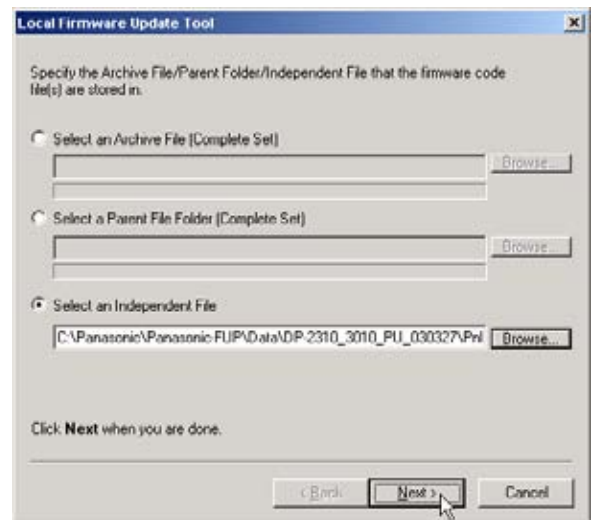 Local Firmware Update Tool
Specify the Archive File/Parent Folder/Independent File that the firmware code
file(s) are stored in.
Select an Archive File (Complete Set)
Browse...
Select a Parent File Folder (Complete Set)
Browse...
Select an Independent File
C:\Panasonic\Panasonic-FUP\Data\DP-2310_3010_PU_030327\Pnl
Browse...
Click Next when you are done.
< Back
Next >
Cancel